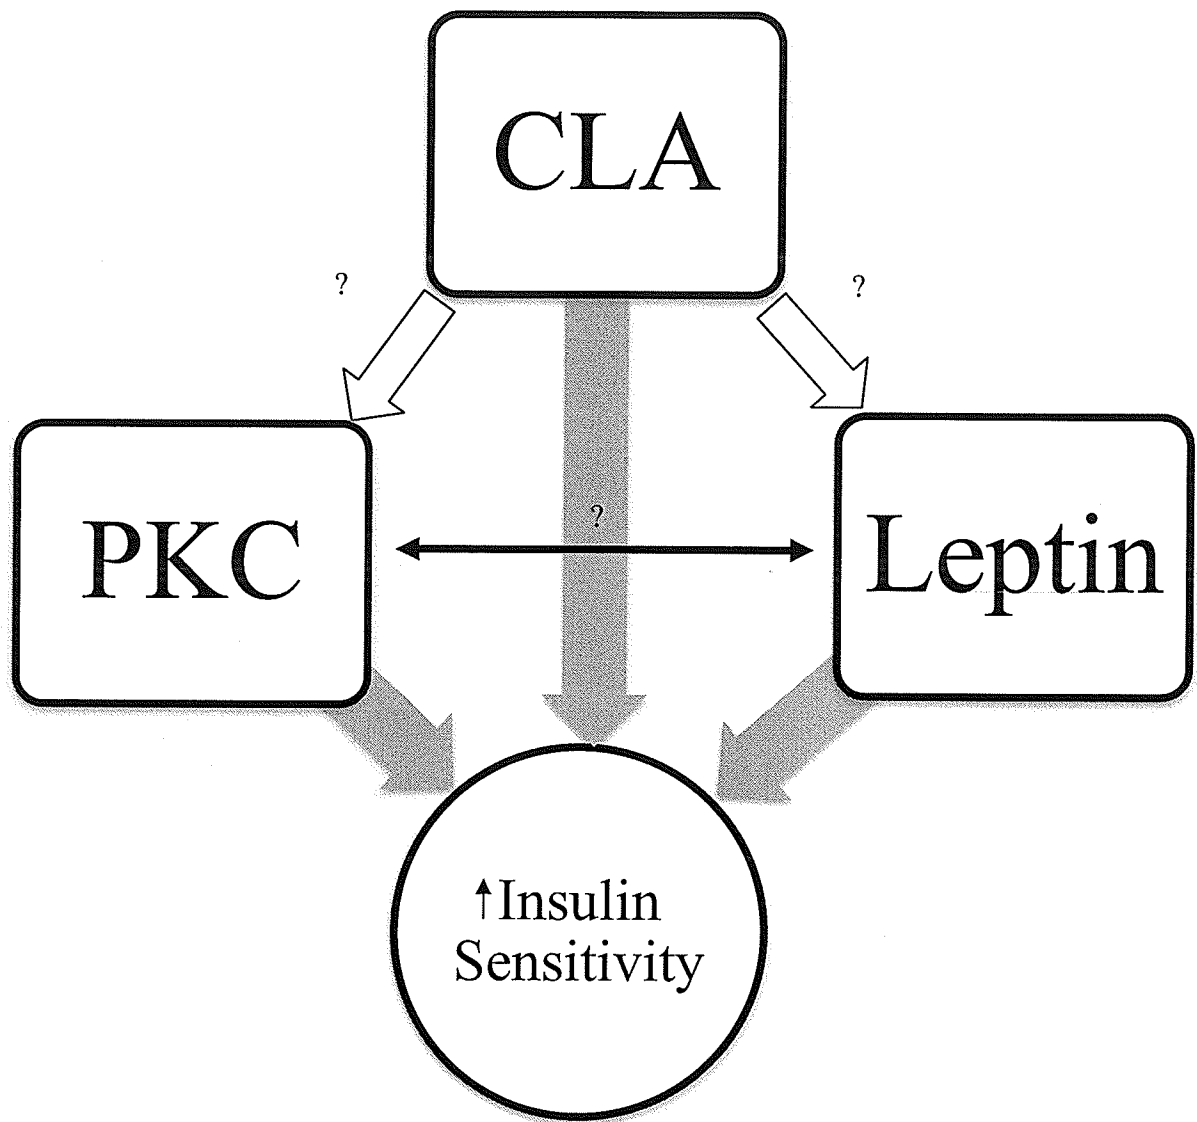 CLA
?
?
PKC
?
Leptin
↑Insulin
Sensitivity